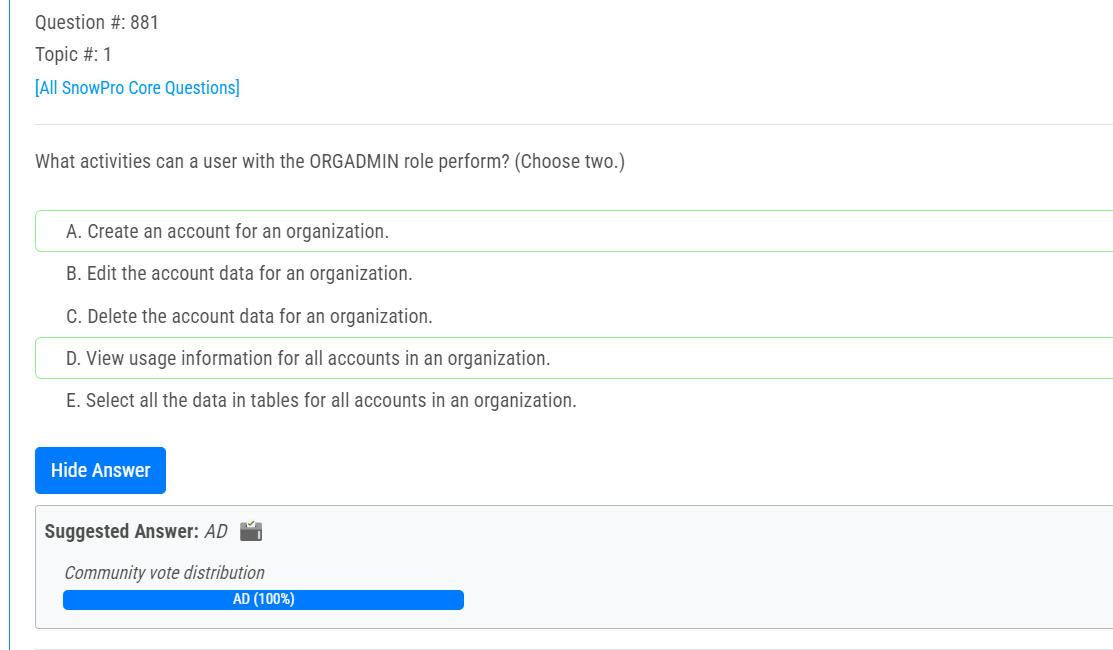 Question #: 881
Topic #: 1
[All SnowPro Core Questions]
What activities can a user with the ORGADMIN role perform? (Choose two.)
A. Create an account for an organization.
B. Edit the account data for an organization.
C. Delete the account data for an organization.
D. View usage information for all accounts in an organization.
E. Select all the data in tables for all accounts in an organization.
Hide Answer
Suggested Answer: AD
Community vote distribution
AD (100%)